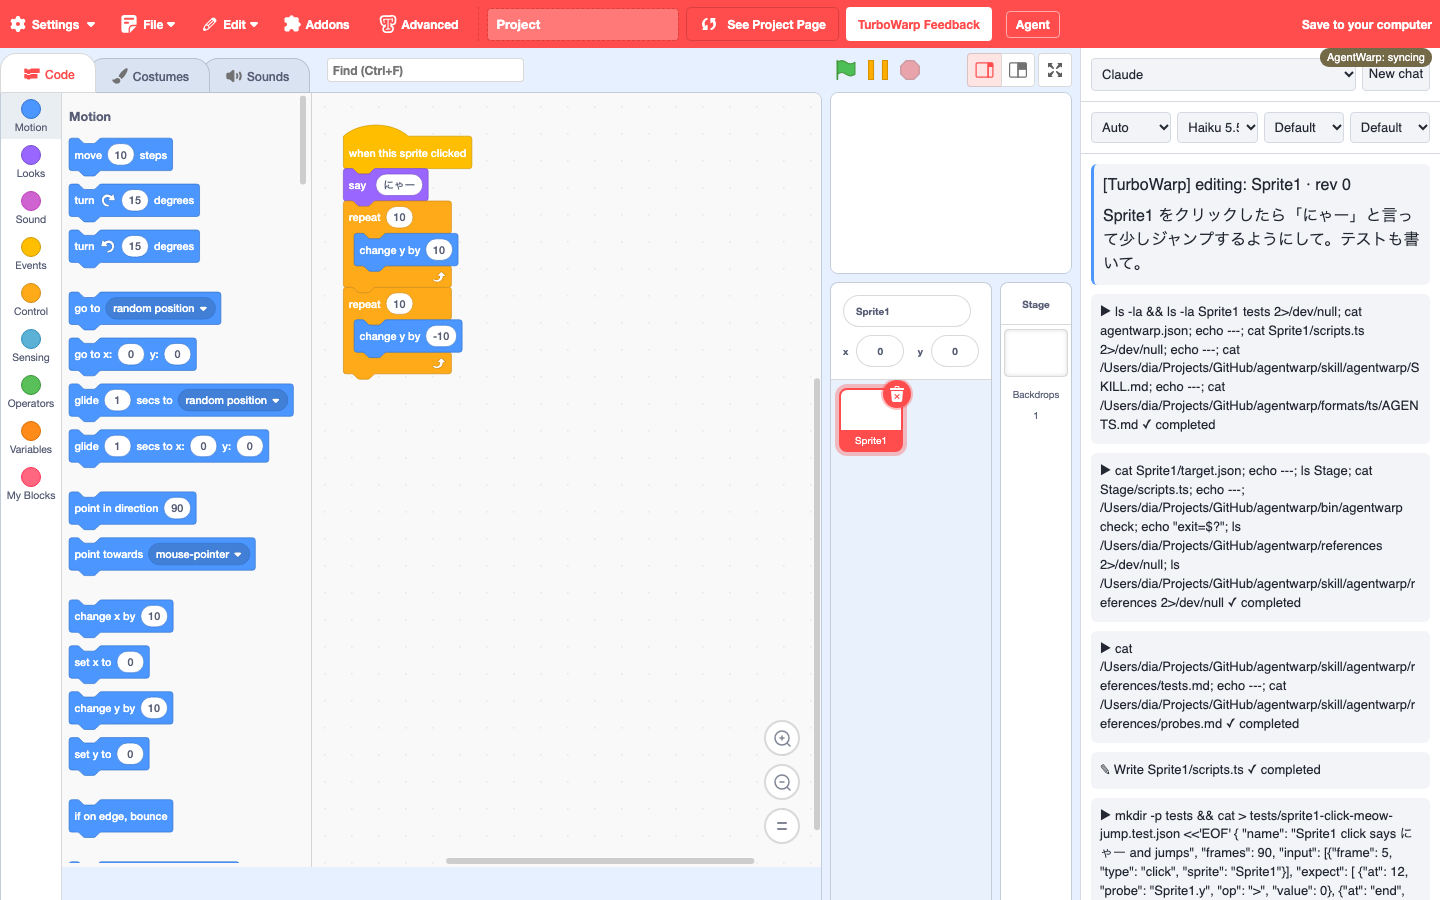 Settings
File
Edit
Addons
Advanced
Project
See Project Page
TurboWarp Feedback
Agent
Save to your computer
Code
Costumes
Sounds
Find (Ctrl+F)
AgentWarp: syncing
Claude
New chat
Auto
Haiku 5.5
Default
Default
Motion
Looks
Sound
Events
Control
Sensing
Operators
Variables
My Blocks
Motion
move 10 steps
turn 15 degrees
turn 15 degrees
go to random position
go to x: 0 y: 0
glide 1 secs to random position
glide 1 secs to x: 0 y: 0
point in direction 90
point towards mouse-pointer
change x by 10
set x to 0
change y by 10
set y to 0
if on edge, bounce
when this sprite clicked
say にゃー
repeat 10
change y by 10
repeat 10
change y by -10
Sprite1
x 0 y 0
Sprite1
Stage
Backdrops
1
[TurboWarp] editing: Sprite1 · rev 0
Sprite1 をクリックしたら「にゃー」と言っ
て少しジャンプするようにして。テストも書
いて。
▶ ls -la && ls -la Sprite1 tests 2>/dev/null; cat
agentwarp.json; echo ---; cat Sprite1/scripts.ts
2>/dev/null; echo ---; cat
/Users/dia/Projects/GitHub/agentwarp/skill/agentwarp/S
KILL.md; echo ---; cat
/Users/dia/Projects/GitHub/agentwarp/formats/ts/AGEN
TS.md ✓ completed
▶ cat Sprite1/target.json; echo ---; ls Stage; cat
Stage/scripts.ts; echo ---;
/Users/dia/Projects/GitHub/agentwarp/bin/agentwarp
check; echo "exit=$?"; ls
/Users/dia/Projects/GitHub/agentwarp/references
2>/dev/null; ls
/Users/dia/Projects/GitHub/agentwarp/skill/agentwarp/r
eferences 2>/dev/null ✓ completed
▶ cat
/Users/dia/Projects/GitHub/agentwarp/skill/agentwarp/r
eferences/tests.md; echo ---; cat
/Users/dia/Projects/GitHub/agentwarp/skill/agentwarp/r
eferences/probes.md ✓ completed
✎ Write Sprite1/scripts.ts ✓ completed
▶ mkdir -p tests && cat > tests/sprite1-click-meow-
jump.test.json <<'EOF' { "name": "Sprite1 click says に
ゃー and jumps", "frames": 90, "input": [{"frame": 5,
"type": "click", "sprite": "Sprite1"}], "expect": [ {"at": 12,
"probe": "Sprite1.y", "op": ">", "value": 0}, {"at": "end",